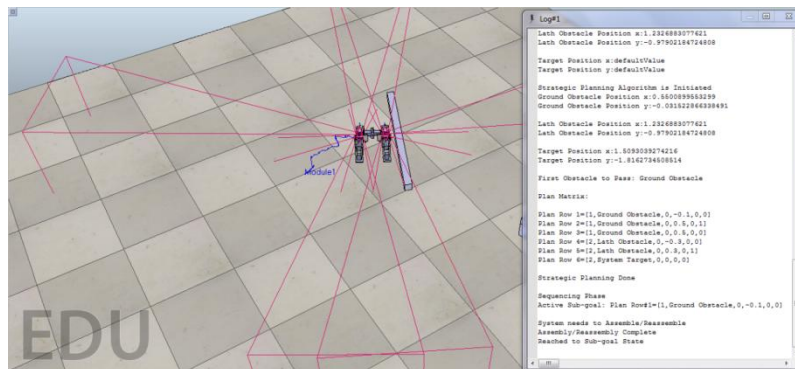 Log#1
Lath Obstacle Position x:1.2326883077621
Lath Obstacle Position y:-0.97902184724808
Target Position x:defaultValue
Target Position y:defaultValue
Strategic Planning Algorithm is Initiated
Ground Obstacle Position x:0.5500899553299
Ground Obstacle Position y:-0.031522866338491
Lath Obstacle Position x:1.2326883077621
Lath Obstacle Position y:-0.97902184724808
Target Position x:1.5093039274216
Target Position y:-1.8162734508514
First Obstacle to Pass: Ground Obstacle
Plan Matrix:
Plan Row 1=[1,Ground Obstacle,0,-0.1,0,0]
Plan Row 2=[1,Ground Obstacle,0,0.5,0,1]
Plan Row 3=[1,Ground Obstacle,0,0.5,0,0]
Plan Row 4=[2,Lath Obstacle,0,-0.3,0,0]
Plan Row 5=[2,Lath Obstacle,0,0.3,0,1]
Plan Row 6=[2,System Target,0,0,0,0]
Strategic Planning Done
Sequencing Phase
Active Sub-goal: Plan Row#1=[1,Ground Obstacle,0,-0.1,0,0]
System needs to Assemble/Reassemble
Assembly/Reassembly Complete
Reached to Sub-goal State
Module1
EDU